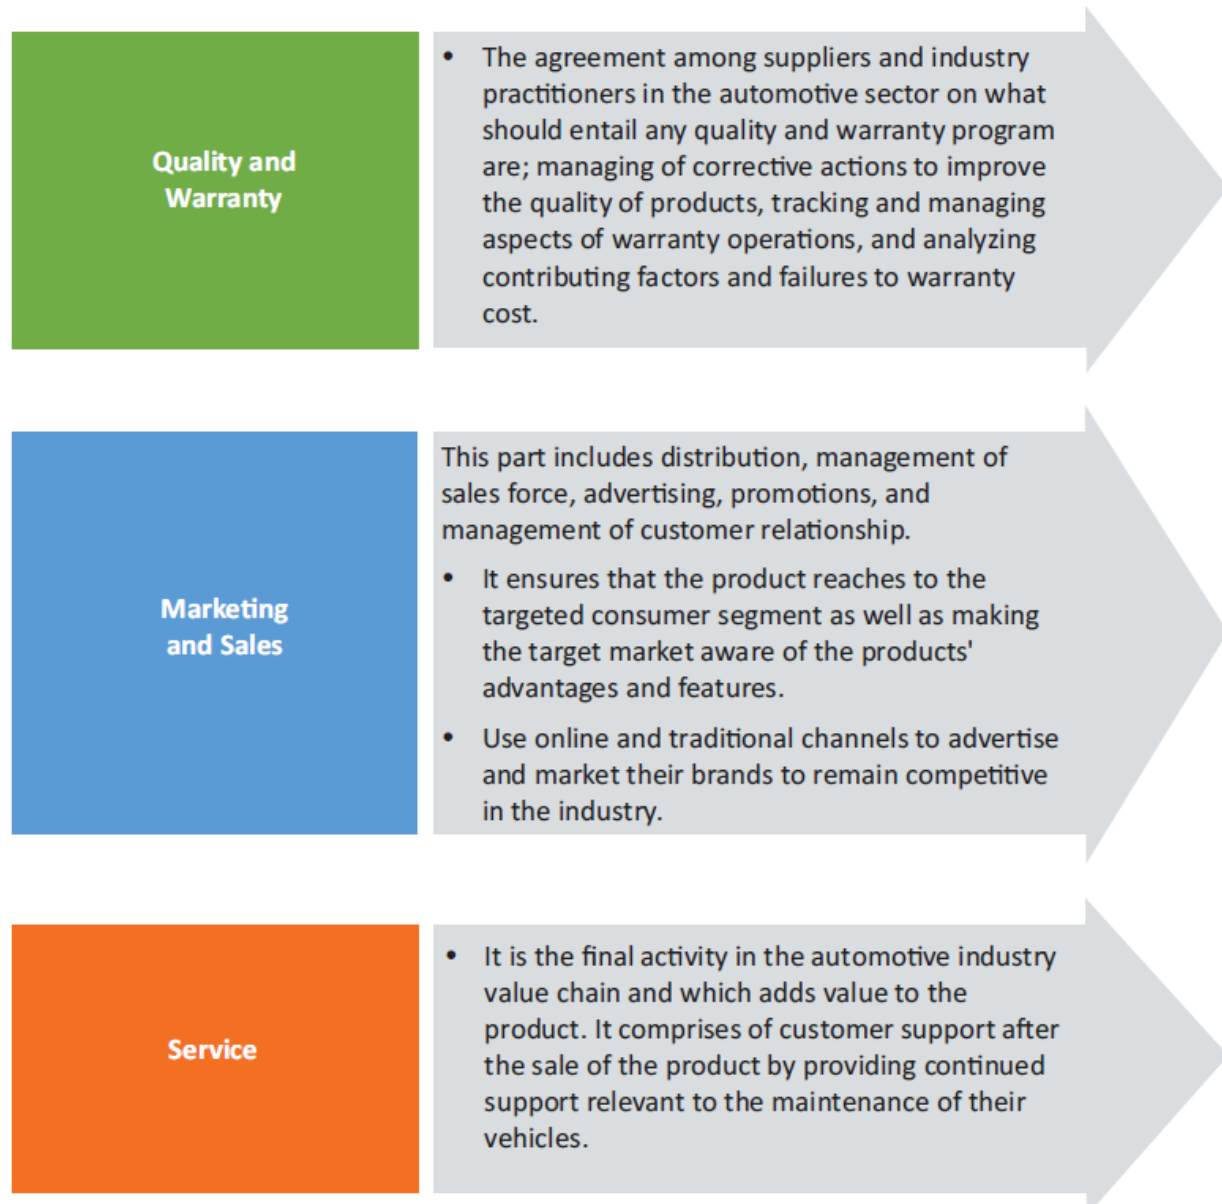 Quality and
Warranty
• The agreement among suppliers and industry
practitioners in the automotive sector on what
should entail any quality and warranty program
are; managing of corrective actions to improve
the quality of products, tracking and managing
aspects of warranty operations, and analyzing
contributing factors and failures to warranty
cost.
Marketing
and Sales
This part includes distribution, management of
sales force, advertising, promotions, and
management of customer relationship.
• It ensures that the product reaches to the
targeted consumer segment as well as making
the target market aware of the products'
advantages and features.
• Use online and traditional channels to advertise
and market their brands to remain competitive
in the industry.
Service
• It is the final activity in the automotive industry
value chain and which adds value to the
product. It comprises of customer support after
the sale of the product by providing continued
support relevant to the maintenance of their
vehicles.